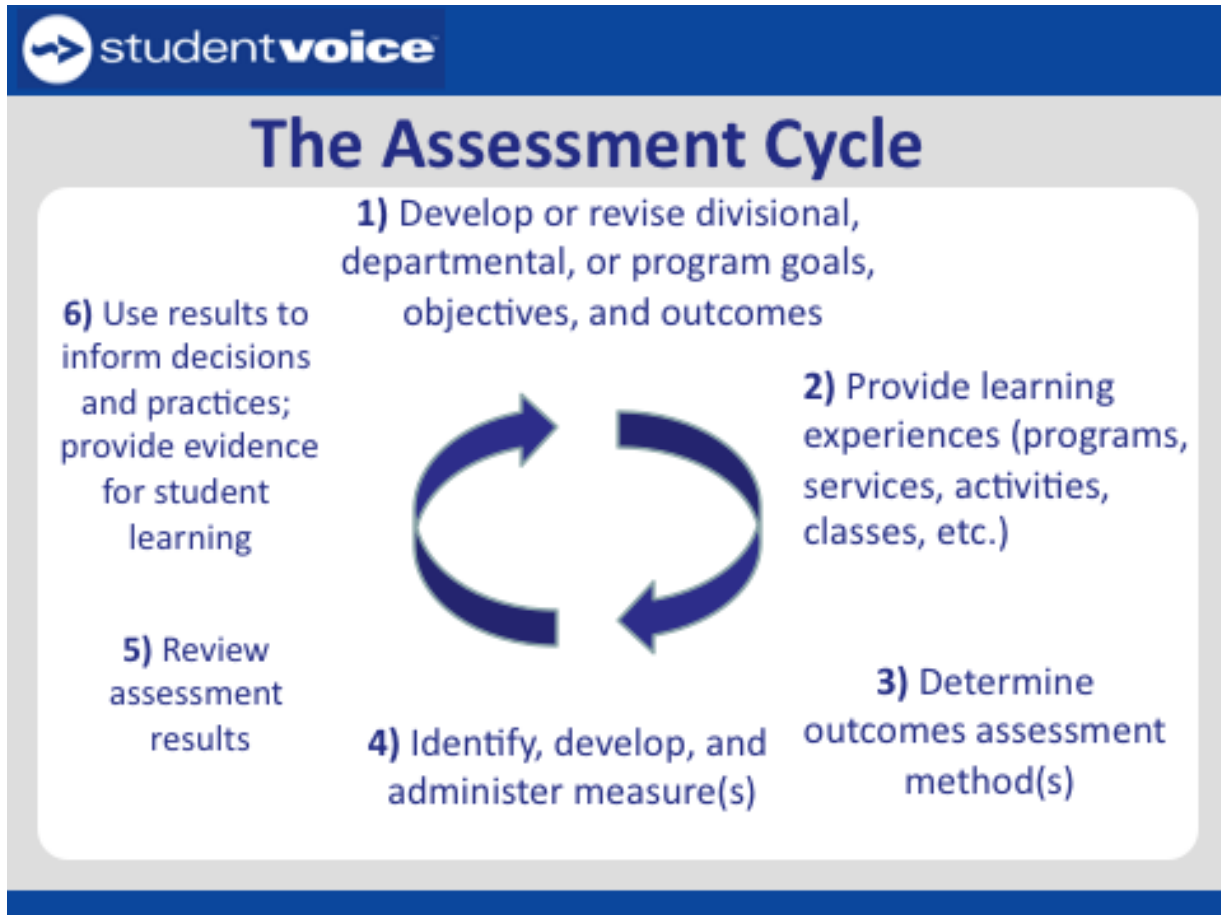 studentvoice™
The Assessment Cycle
1) Develop or revise divisional,
departmental, or program goals,
objectives, and outcomes
2) Provide learning
experiences (programs,
services, activities,
classes, etc.)
3) Determine
outcomes assessment
method(s)
4) Identify, develop, and
administer measure(s)
5) Review
assessment
results
6) Use results to
inform decisions
and practices;
provide evidence
for student
learning